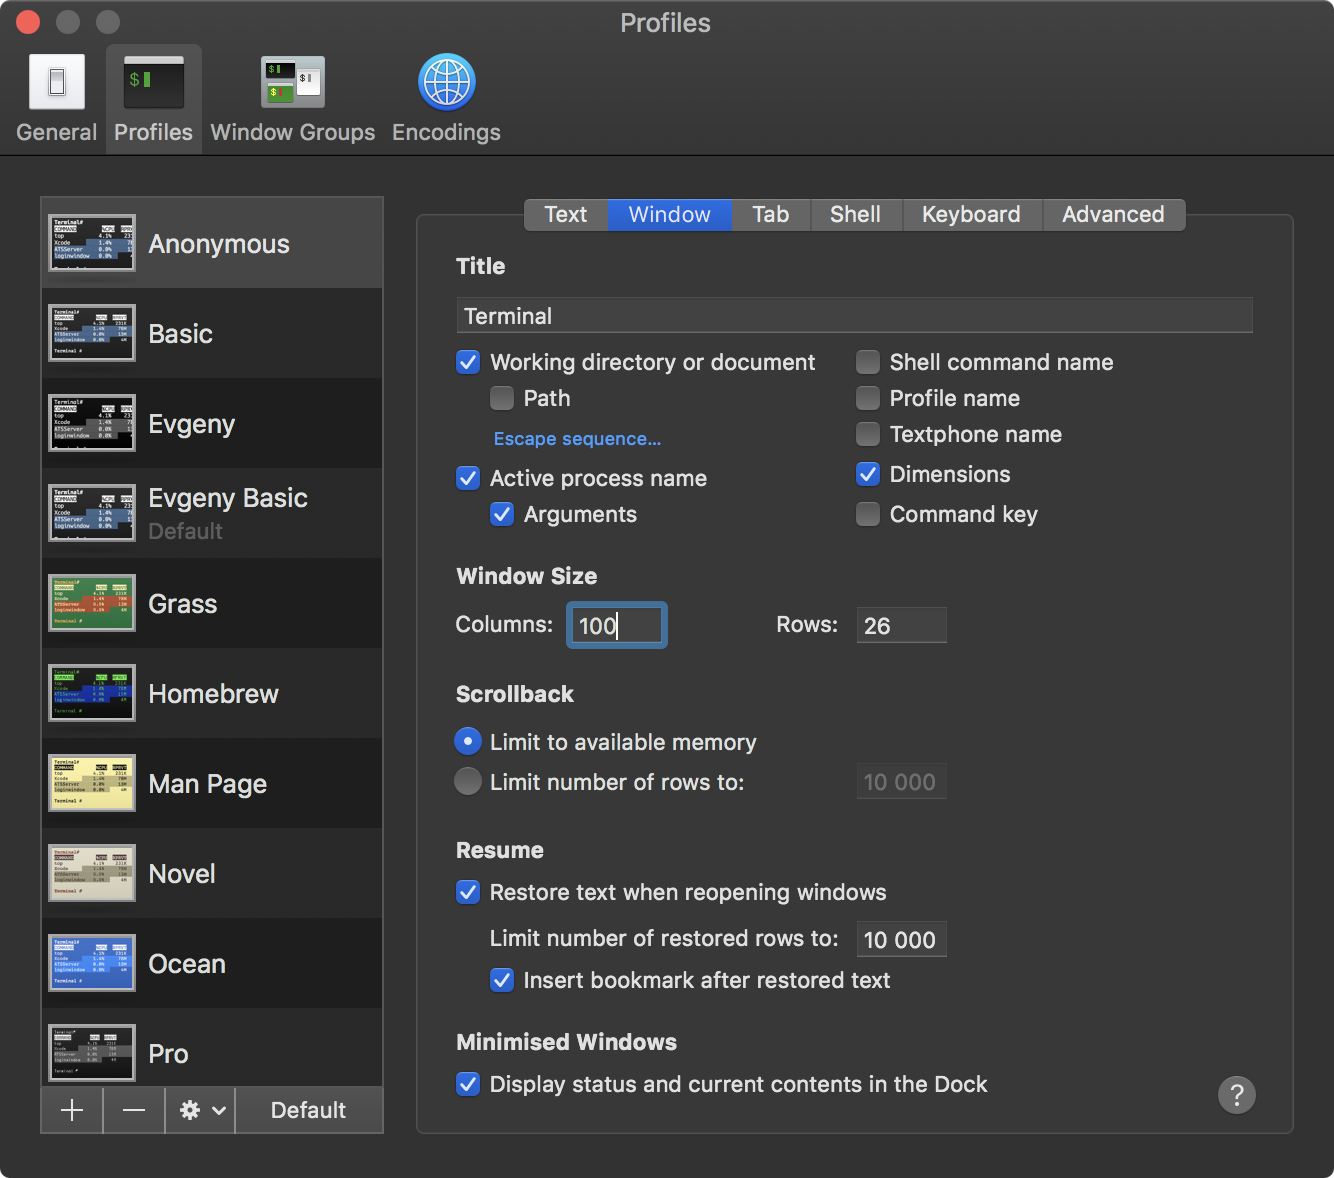 Profiles
General
Profiles
Window Groups
Encodings
Anonymous
Basic
Evgeny
Evgeny Basic
Default
Grass
Homebrew
Man Page
Novel
Ocean
Pro
Default
Text
Window
Tab
Shell
Keyboard
Advanced
Title
Terminal
Working directory or document
Path
Escape sequence...
Active process name
Arguments
Shell command name
Profile name
Textphone name
Dimensions
Command key
Window Size
Columns: 100
Rows: 26
Scrollback
Limit to available memory
Limit number of rows to: 10 000
Resume
Restore text when reopening windows
Limit number of restored rows to: 10 000
Insert bookmark after restored text
Minimised Windows
Display status and current contents in the Dock
?